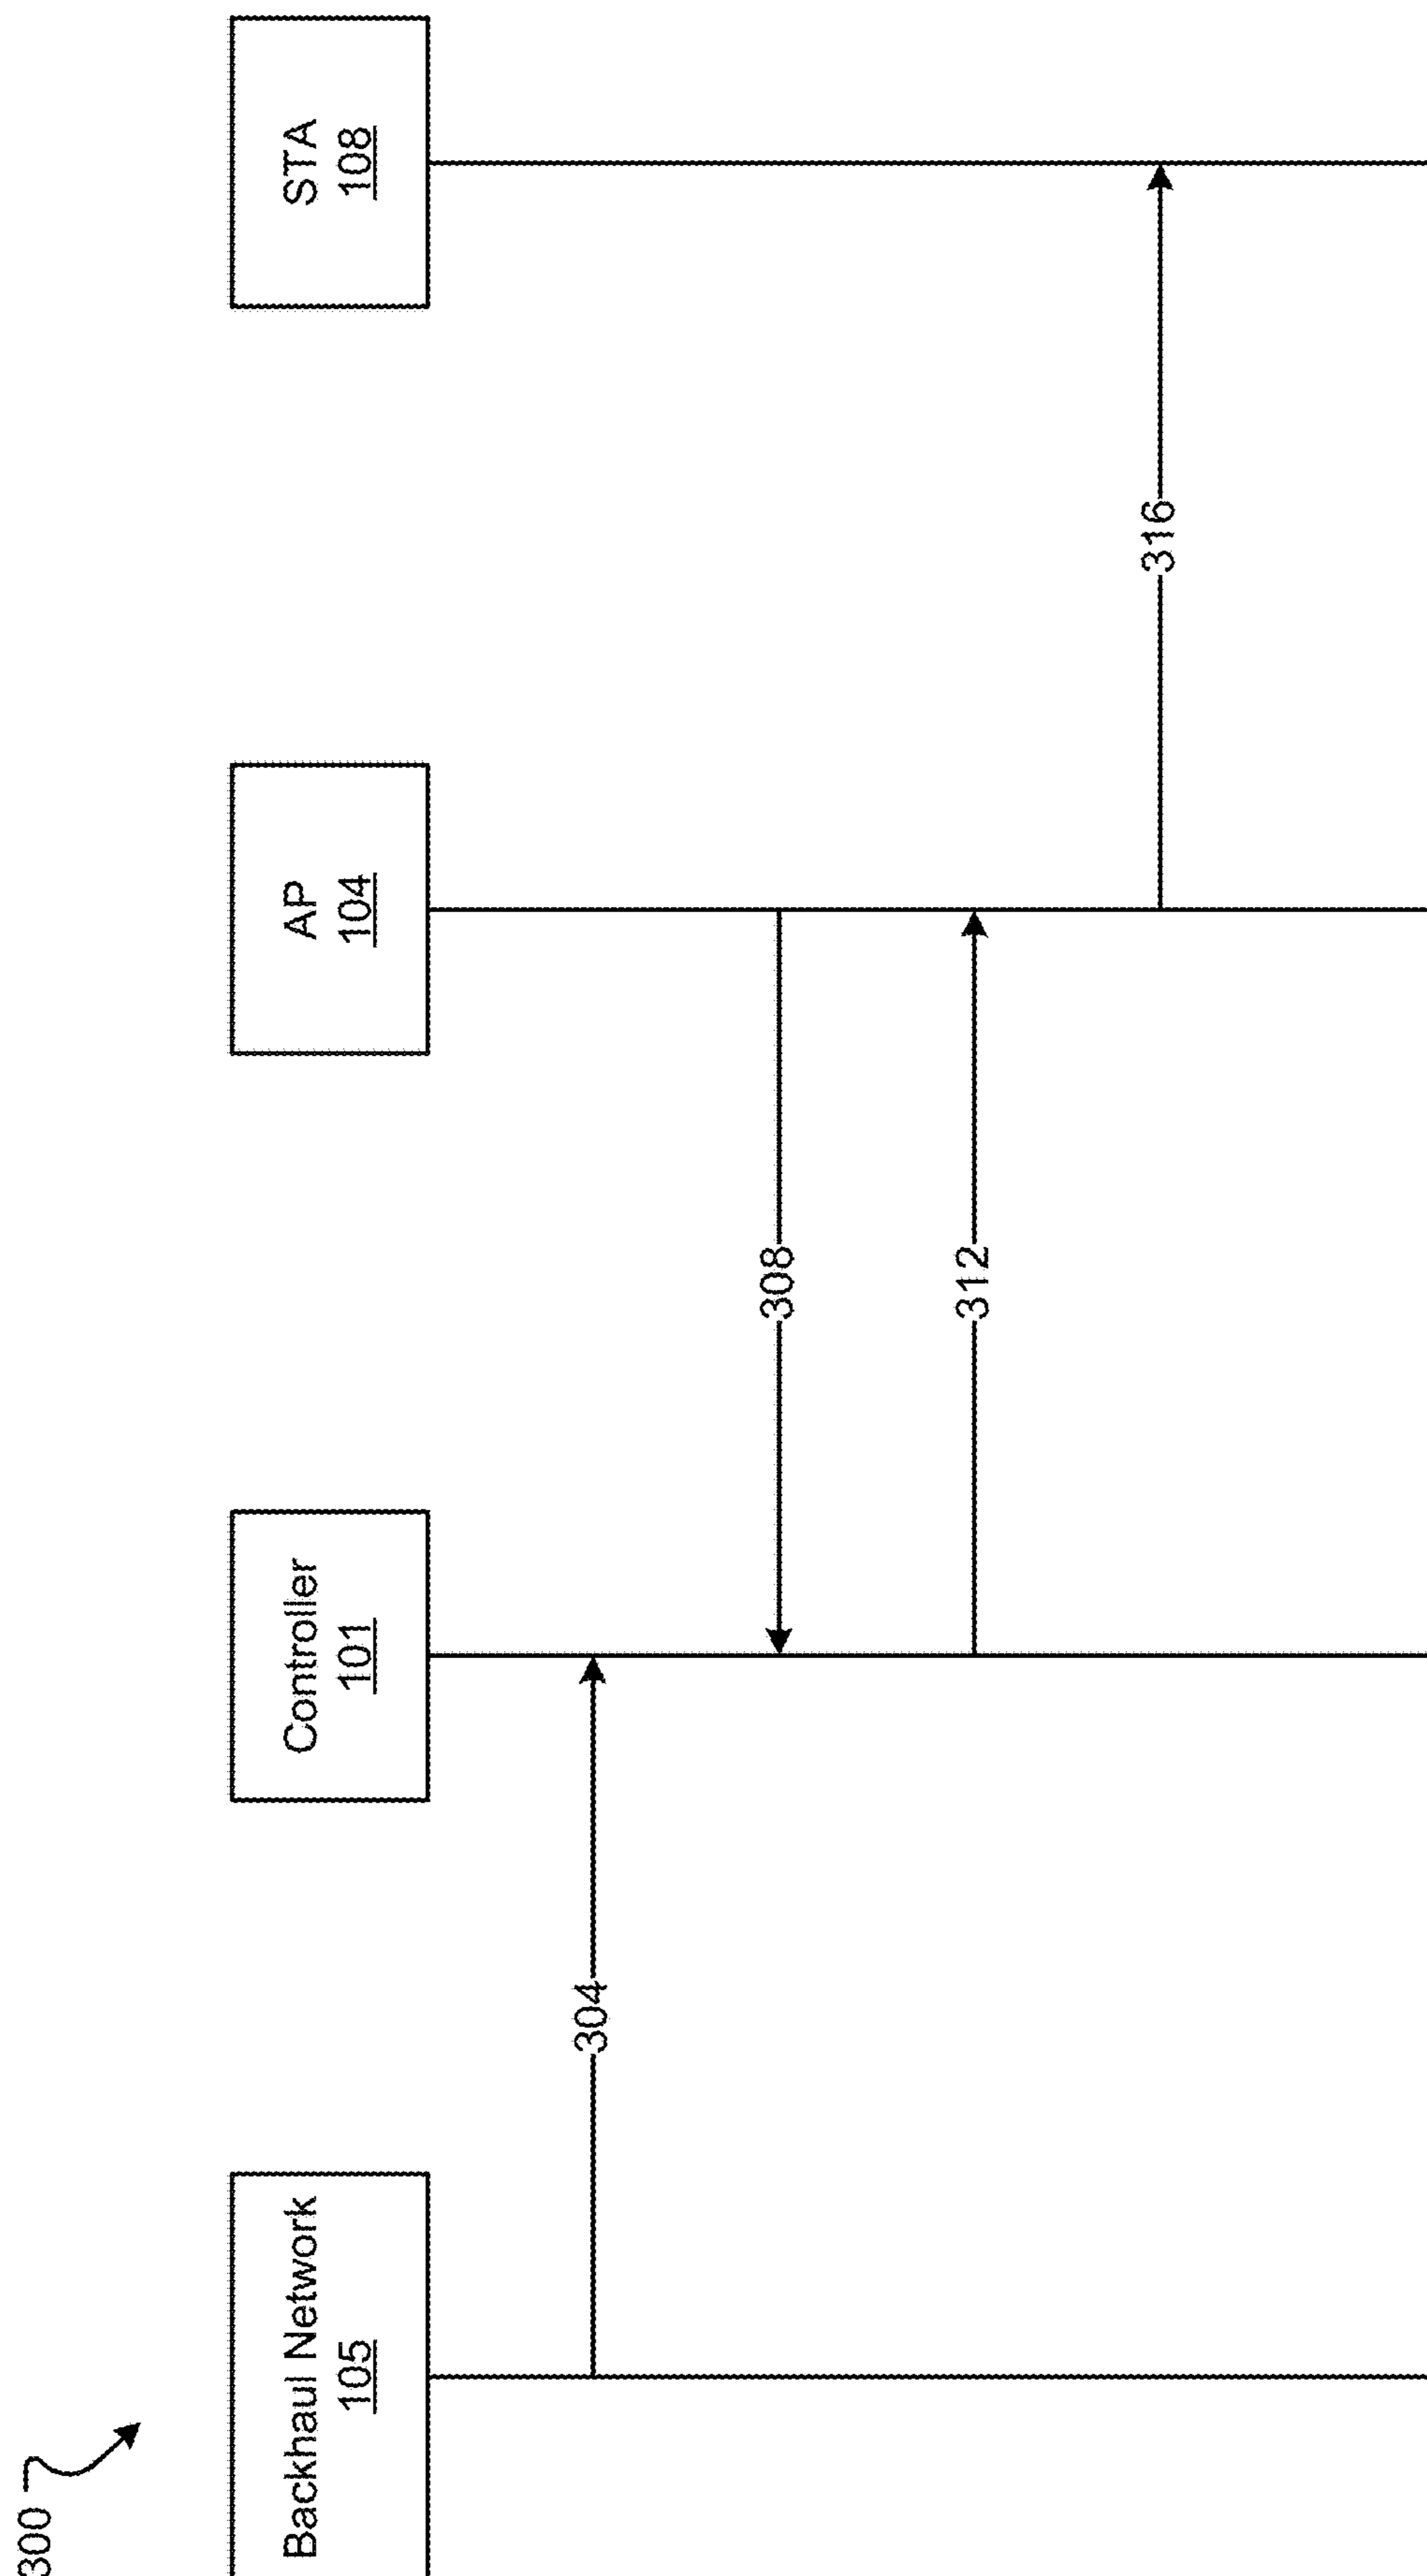 300
Backhaul Network
105
Controller
101
AP
104
STA
108
304
308
312
316